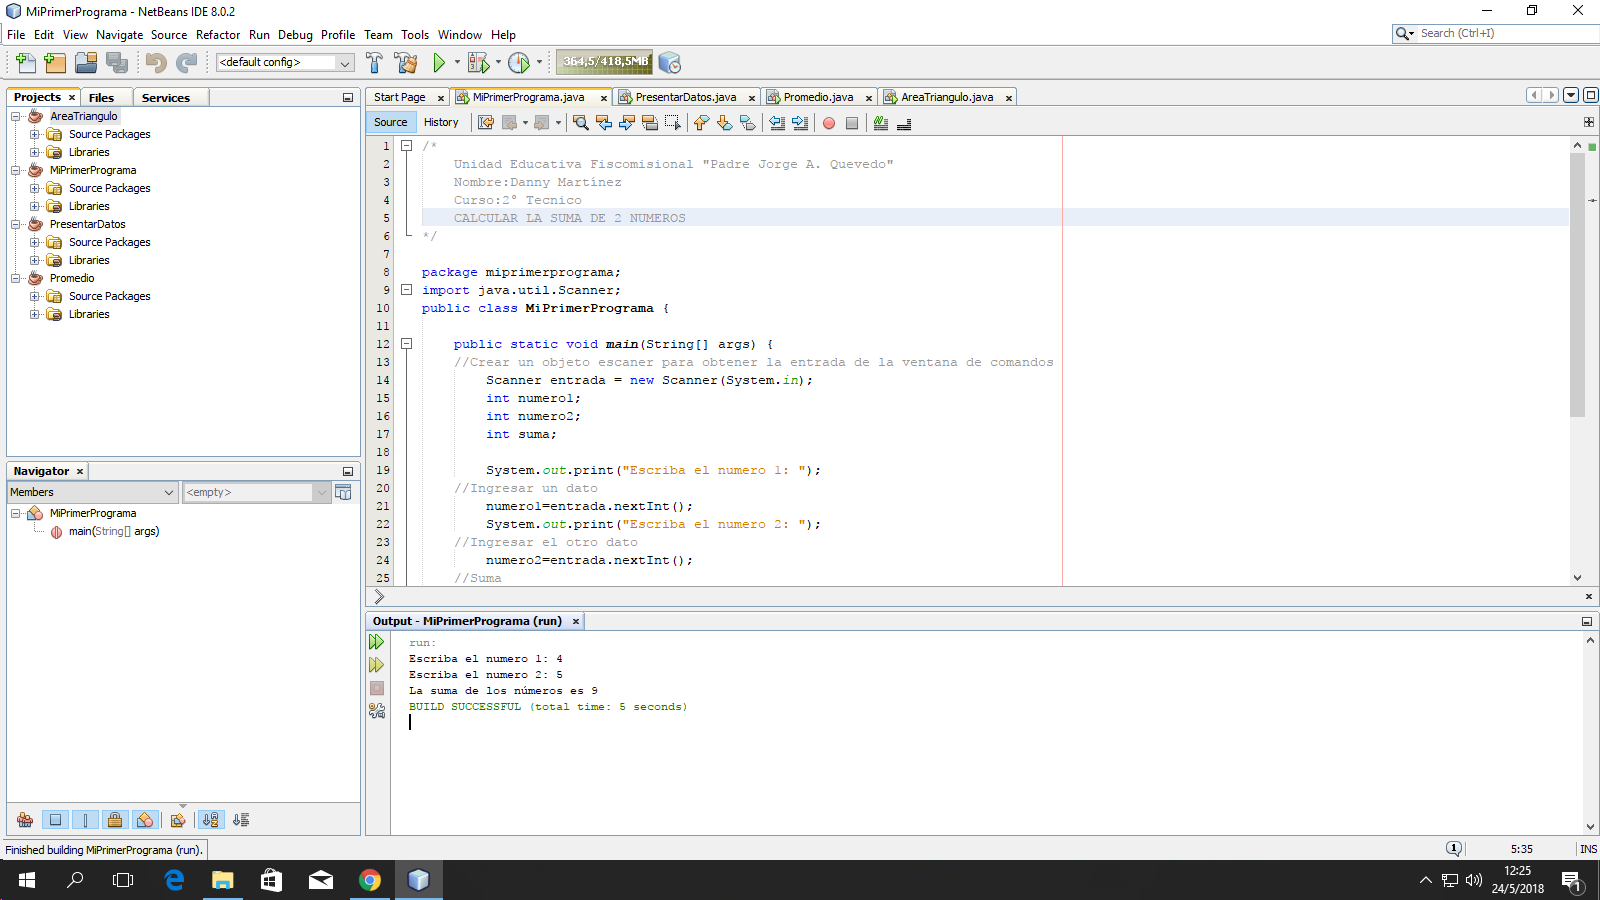 MiPrimerPrograma - NetBeans IDE 8.0.2
File Edit View Navigate Source Refactor Run Debug Profile Team Tools Window Help
Search (Ctrl+I)
<default config>
364,5/418,5MB
Projects Files Services
AreaTriangulo
Source Packages
Libraries
MiPrimerPrograma
Source Packages
Libraries
PresentarDatos
Source Packages
Libraries
Promedio
Source Packages
Libraries
Navigator
Members <empty>
MiPrimerPrograma
main(String[] args)
Start Page MiPrimerPrograma.java PresentarDatos.java Promedio.java AreaTriangulo.java
Source History
1 /*
2 Unidad Educativa Fiscomisional "Padre Jorge A. Quevedo"
3 Nombre:Danny Martínez
4 Curso:2° Tecnico
5 CALCULAR LA SUMA DE 2 NUMEROS
6 */
7
8 package miprimerprograma;
9 import java.util.Scanner;
10 public class MiPrimerPrograma {
11
12 public static void main(String[] args) {
13 //Crear un objeto escaner para obtener la entrada de la ventana de comandos
14 Scanner entrada = new Scanner(System.in);
15 int numero1;
16 int numero2;
17 int suma;
18
19 System.out.print("Escriba el numero 1: ");
20 //Ingresar un dato
21 numero1=entrada.nextInt();
22 System.out.print("Escriba el numero 2: ");
23 //Ingresar el otro dato
24 numero2=entrada.nextInt();
25 //Suma
Output - MiPrimerPrograma (run)
run:
Escriba el numero 1: 4
Escriba el numero 2: 5
La suma de los números es 9
BUILD SUCCESSFUL (total time: 5 seconds)
Finished building MiPrimerPrograma (run).
1
5:35 INS
12:25
24/5/2018
1